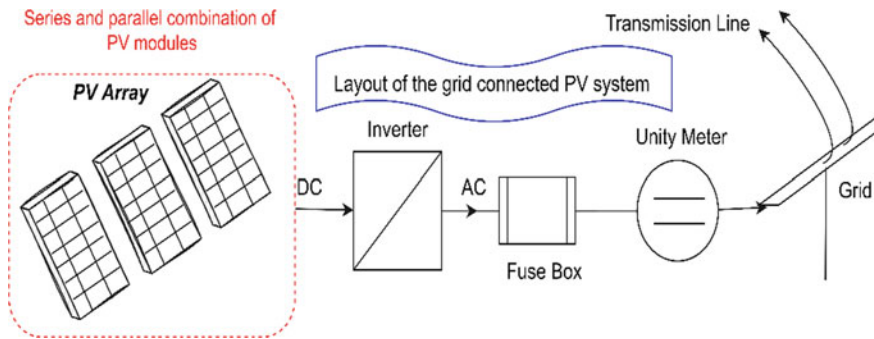 Series and parallel combination of
PV modules
PV Array
Layout of the grid connected PV system
Transmission Line
Inverter
Unity Meter
DC
AC
Fuse Box
Grid